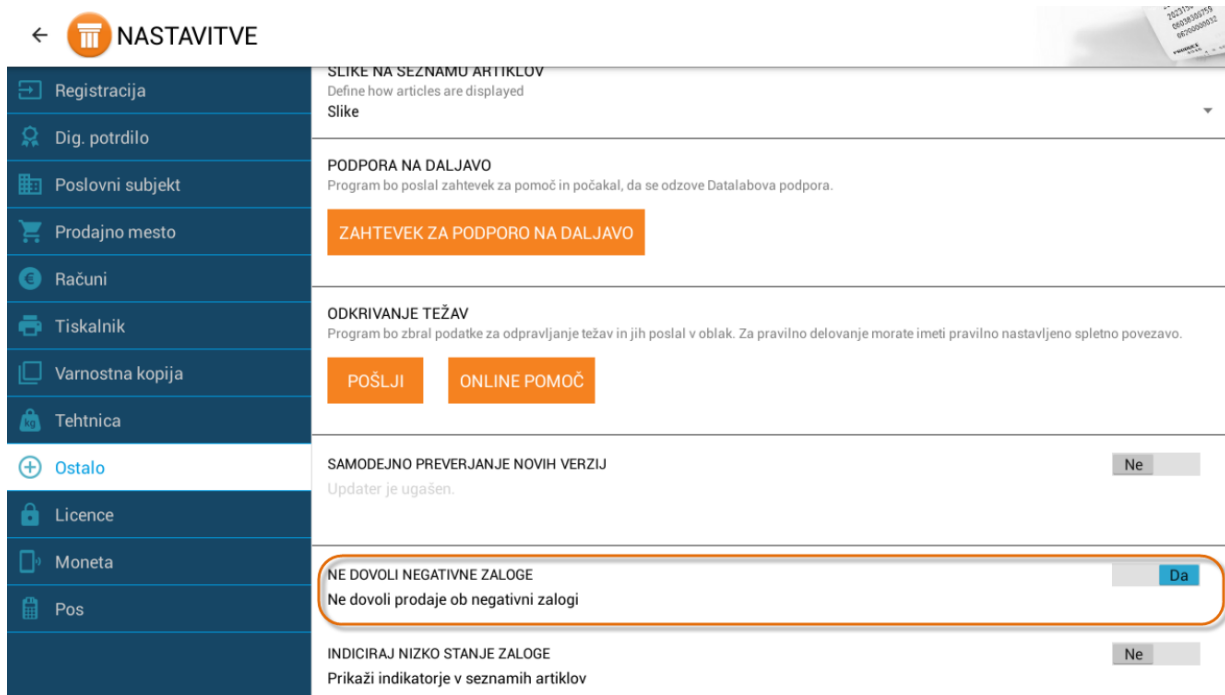 NASTAVITVE
Registracija
Dig. potrdilo
Poslovni subjekt
Prodajno mesto
Računi
Tiskalnik
Varnostna kopija
kg
Tehtnica
Ostalo
Licence
Moneta
Pos
SLIKE NA SEZNAMU ARTIKLOV
Define how articles are displayed
Slike
PODPORA NA DALJAVO
Program bo poslal zahtevek za pomoč in počakal, da se odzove Datalabova podpora.
ZAHTEVEK ZA PODPORO NA DALJAVO
ODKRIVANJE TEŽAV
Program bo zbral podatke za odpravljanje težav in jih poslal v oblak. Za pravilno delovanje morate imeti pravilno nastavljeno spletno povezavo.
POŠLJI ONLINE POMOČ
SAMODEJNO PREVERJANJE NOVIH VERZIJ Ne
Updater je ugašen.
NE DOVOLI NEGATIVNE ZALOGE Da
Ne dovoli prodaje ob negativni zalogi
INDICIRAJ NIZKO STANJE ZALOGE Ne
Prikaži indikatorje v seznamih artiklov